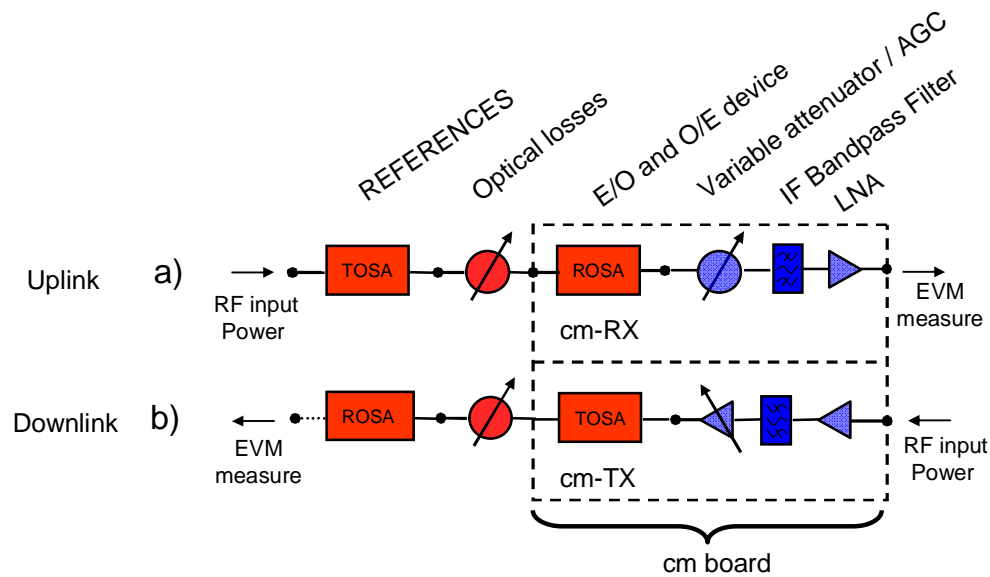 REFERENCES
Optical losses
E/O and O/E device
Variable attenuator / AGC
IF Bandpass Filter
LNA
Uplink
a)
RF input
Power
TOSA
ROSA
cm-RX
EVM
measure
Downlink
b)
EVM
measure
ROSA
TOSA
cm-TX
RF input
Power
cm board